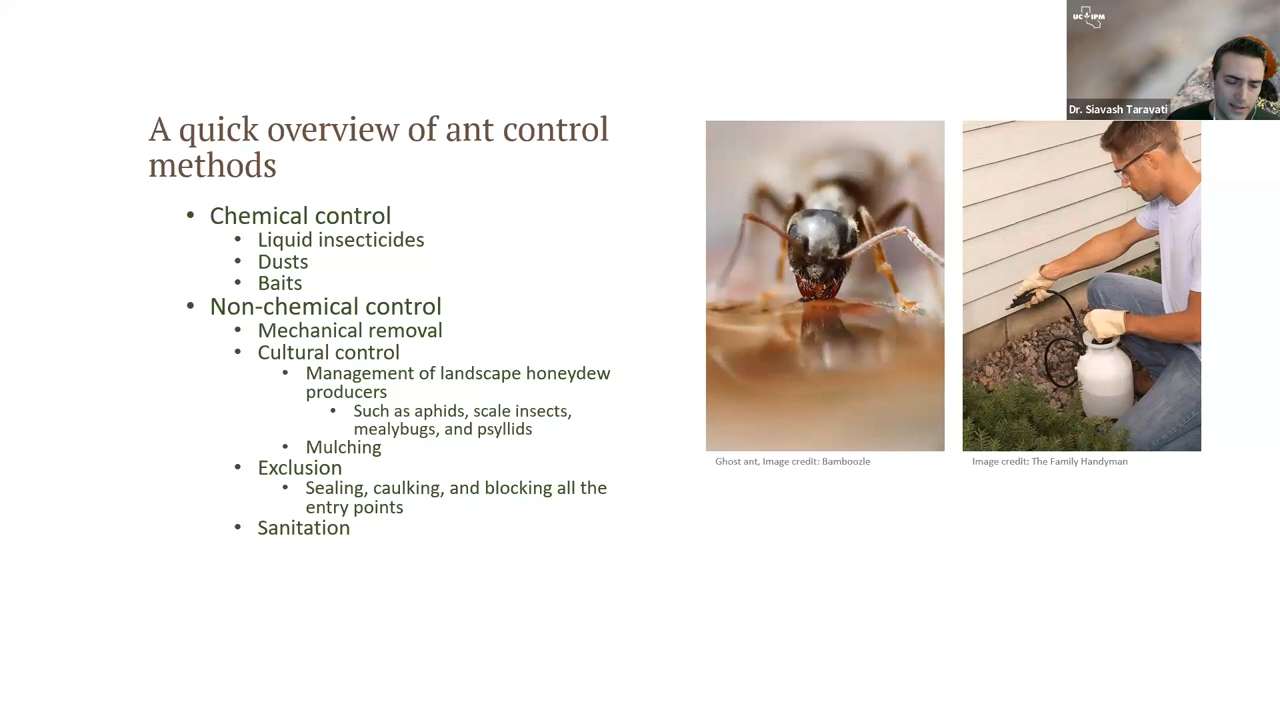 UC IPM
Dr. Siavash Taravati
A quick overview of ant control
methods
• Chemical control
• Liquid insecticides
• Dusts
• Baits
• Non-chemical control
• Mechanical removal
• Cultural control
• Management of landscape honeydew
producers
• Such as aphids, scale insects,
mealybugs, and psyllids
• Mulching
• Exclusion
• Sealing, caulking, and blocking all the
entry points
• Sanitation
Ghost ant, Image credit: Bamboozle
Image credit: The Family Handyman